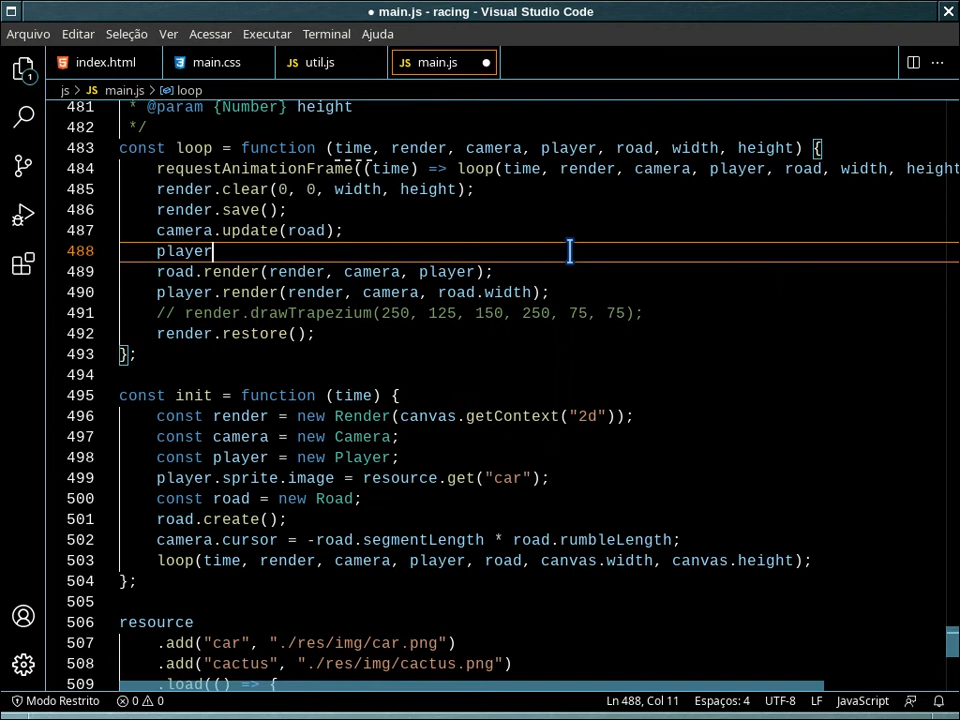 ● main.js - racing - Visual Studio Code
Arquivo Editar Seleção Ver Acessar Executar Terminal Ajuda
index.html main.css JS util.js JS main.js ●
js > JS main.js > loop
481 * @param {Number} height
482 */
483 const loop = function (time, render, camera, player, road, width, height) {
484 requestAnimationFrame((time) => loop(time, render, camera, player, road, width, height
485 render.clear(0, 0, width, height);
486 render.save();
487 camera.update(road);
488 player
489 road.render(render, camera, player);
490 player.render(render, camera, road.width);
491 // render.drawTrapezium(250, 125, 150, 250, 75, 75);
492 render.restore();
493 };
494
495 const init = function (time) {
496 const render = new Render(canvas.getContext("2d"));
497 const camera = new Camera;
498 const player = new Player;
499 player.sprite.image = resource.get("car");
500 const road = new Road;
501 road.create();
502 camera.cursor = -road.segmentLength * road.rumbleLength;
503 loop(time, render, camera, player, road, canvas.width, canvas.height);
504 };
505
506 resource
507 .add("car", "./res/img/car.png")
508 .add("cactus", "./res/img/cactus.png")
509 .load(() => {
1
Modo Restrito 0 0 Ln 488, Col 11 Espaços: 4 UTF-8 LF JavaScript